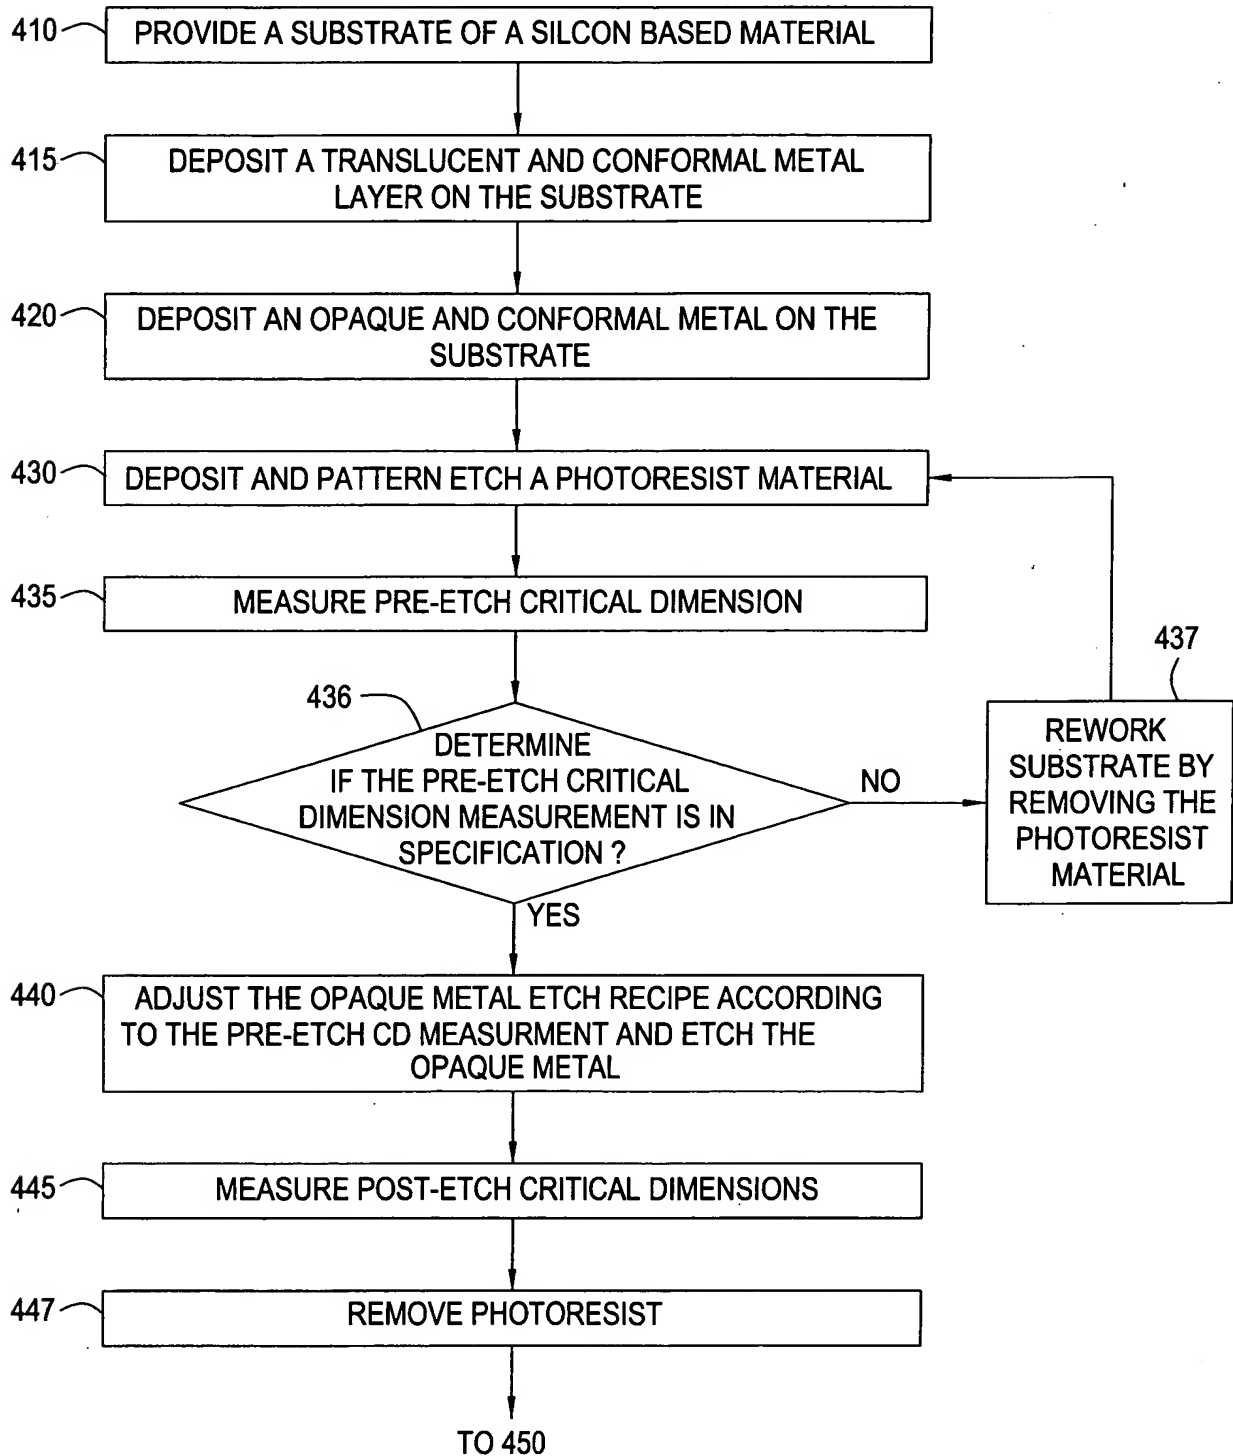 410
PROVIDE A SUBSTRATE OF A SILCON BASED MATERIAL
415
DEPOSIT A TRANSLUCENT AND CONFORMAL METAL
LAYER ON THE SUBSTRATE
420
DEPOSIT AN OPAQUE AND CONFORMAL METAL ON THE
SUBSTRATE
430
DEPOSIT AND PATTERN ETCH A PHOTORESIST MATERIAL
435
MEASURE PRE-ETCH CRITICAL DIMENSION
436
DETERMINE
IF THE PRE-ETCH CRITICAL
DIMENSION MEASUREMENT IS IN
SPECIFICATION ?
NO
437
REWORK
SUBSTRATE BY
REMOVING THE
PHOTORESIST
MATERIAL
YES
440
ADJUST THE OPAQUE METAL ETCH RECIPE ACCORDING
TO THE PRE-ETCH CD MEASURMENT AND ETCH THE
OPAQUE METAL
445
MEASURE POST-ETCH CRITICAL DIMENSIONS
447
REMOVE PHOTORESIST
TO 450